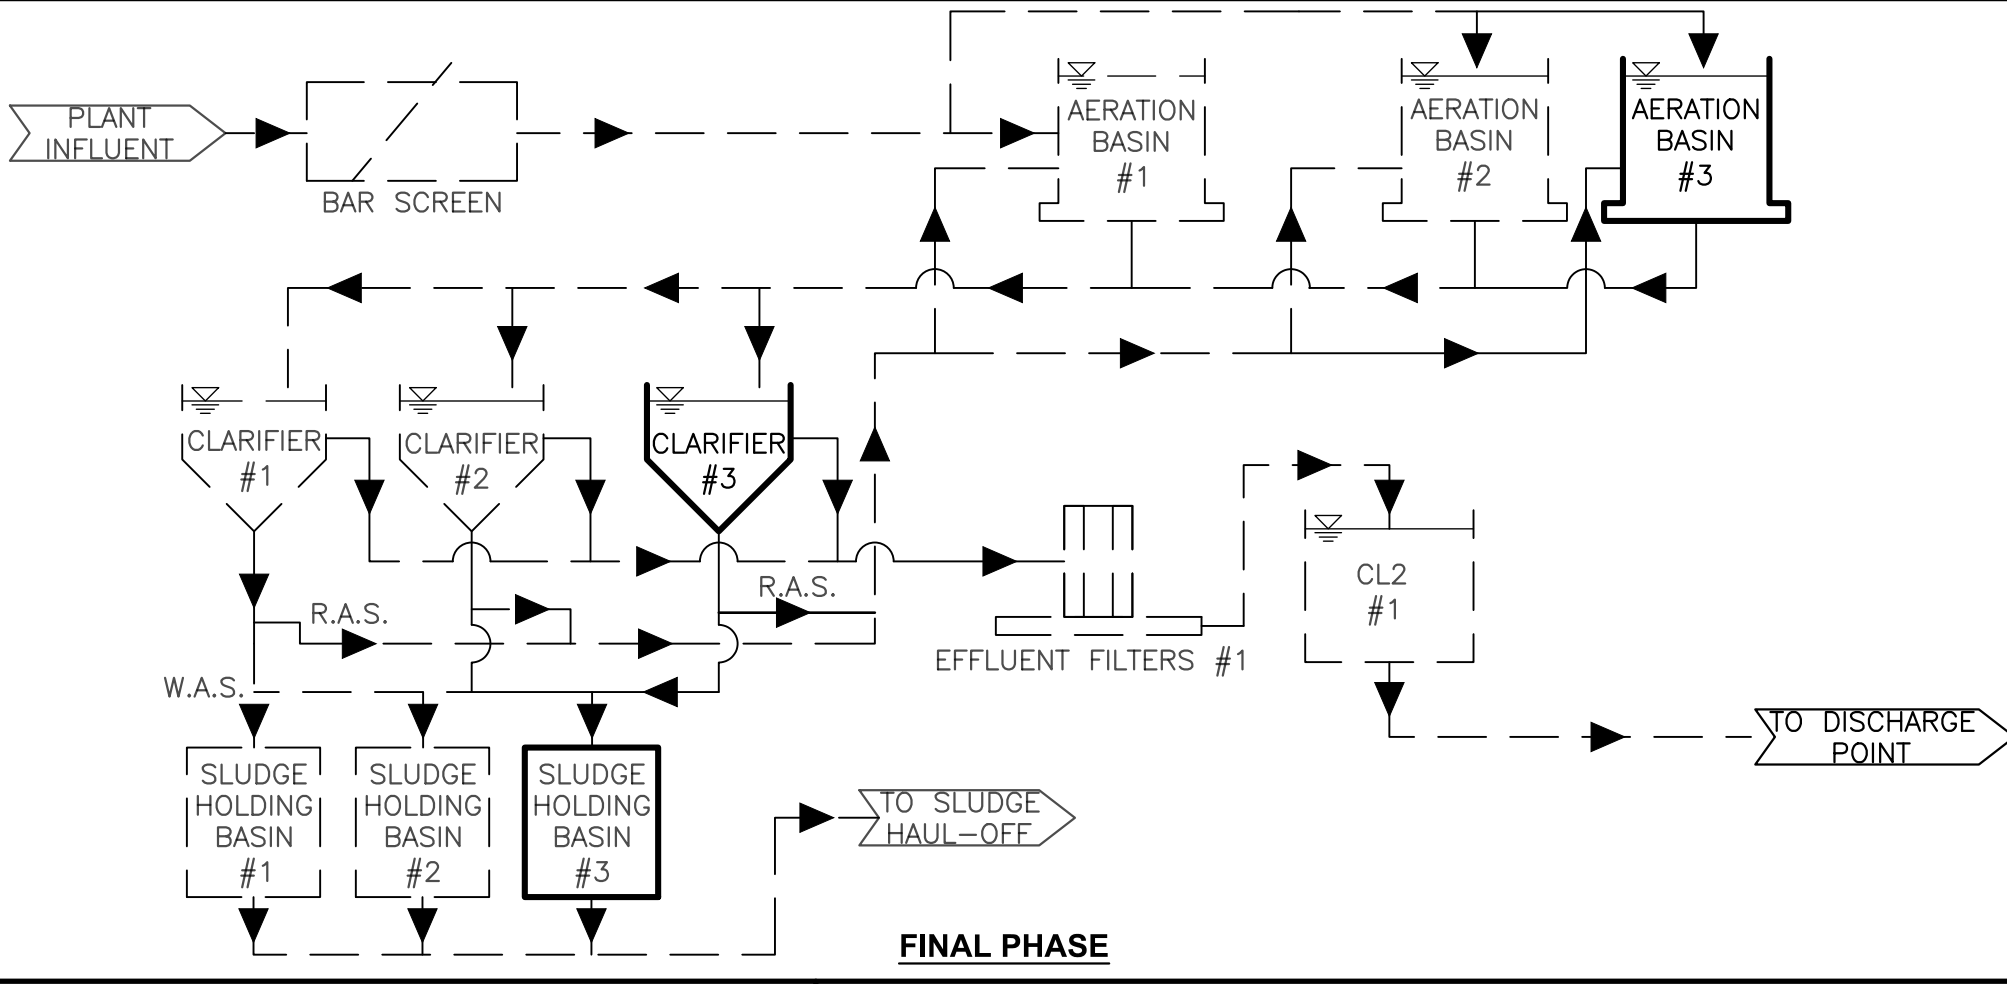 PLANT
INFLUENT
BAR SCREEN
AERATION
BASIN
#1
AERATION
BASIN
#2
AERATION
BASIN
#3
CLARIFIER
#1
CLARIFIER
#2
CLARIFIER
#3
R.A.S.
R.A.S.
W.A.S.
EFFLUENT FILTERS #1
CL2
#1
TO DISCHARGE
POINT
SLUDGE
HOLDING
BASIN
#1
SLUDGE
HOLDING
BASIN
#2
SLUDGE
HOLDING
BASIN
#3
TO SLUDGE
HAUL-OFF
FINAL PHASE